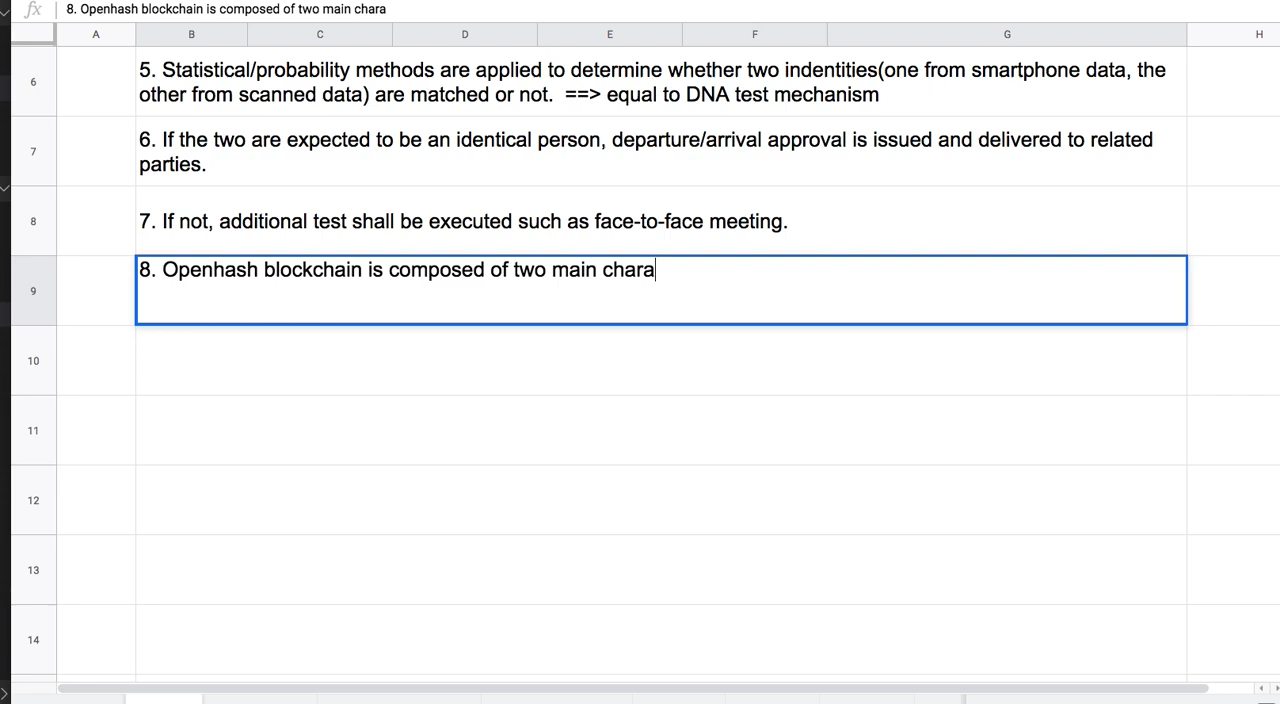 fx 8. Openhash blockchain is composed of two main chara
A B C D E F G H
6 5. Statistical/probability methods are applied to determine whether two indentities(one from smartphone data, the
other from scanned data) are matched or not. ==> equal to DNA test mechanism
7 6. If the two are expected to be an identical person, departure/arrival approval is issued and delivered to related
parties.
8 7. If not, additional test shall be executed such as face-to-face meeting.
9 8. Openhash blockchain is composed of two main chara
10
11
12
13
14